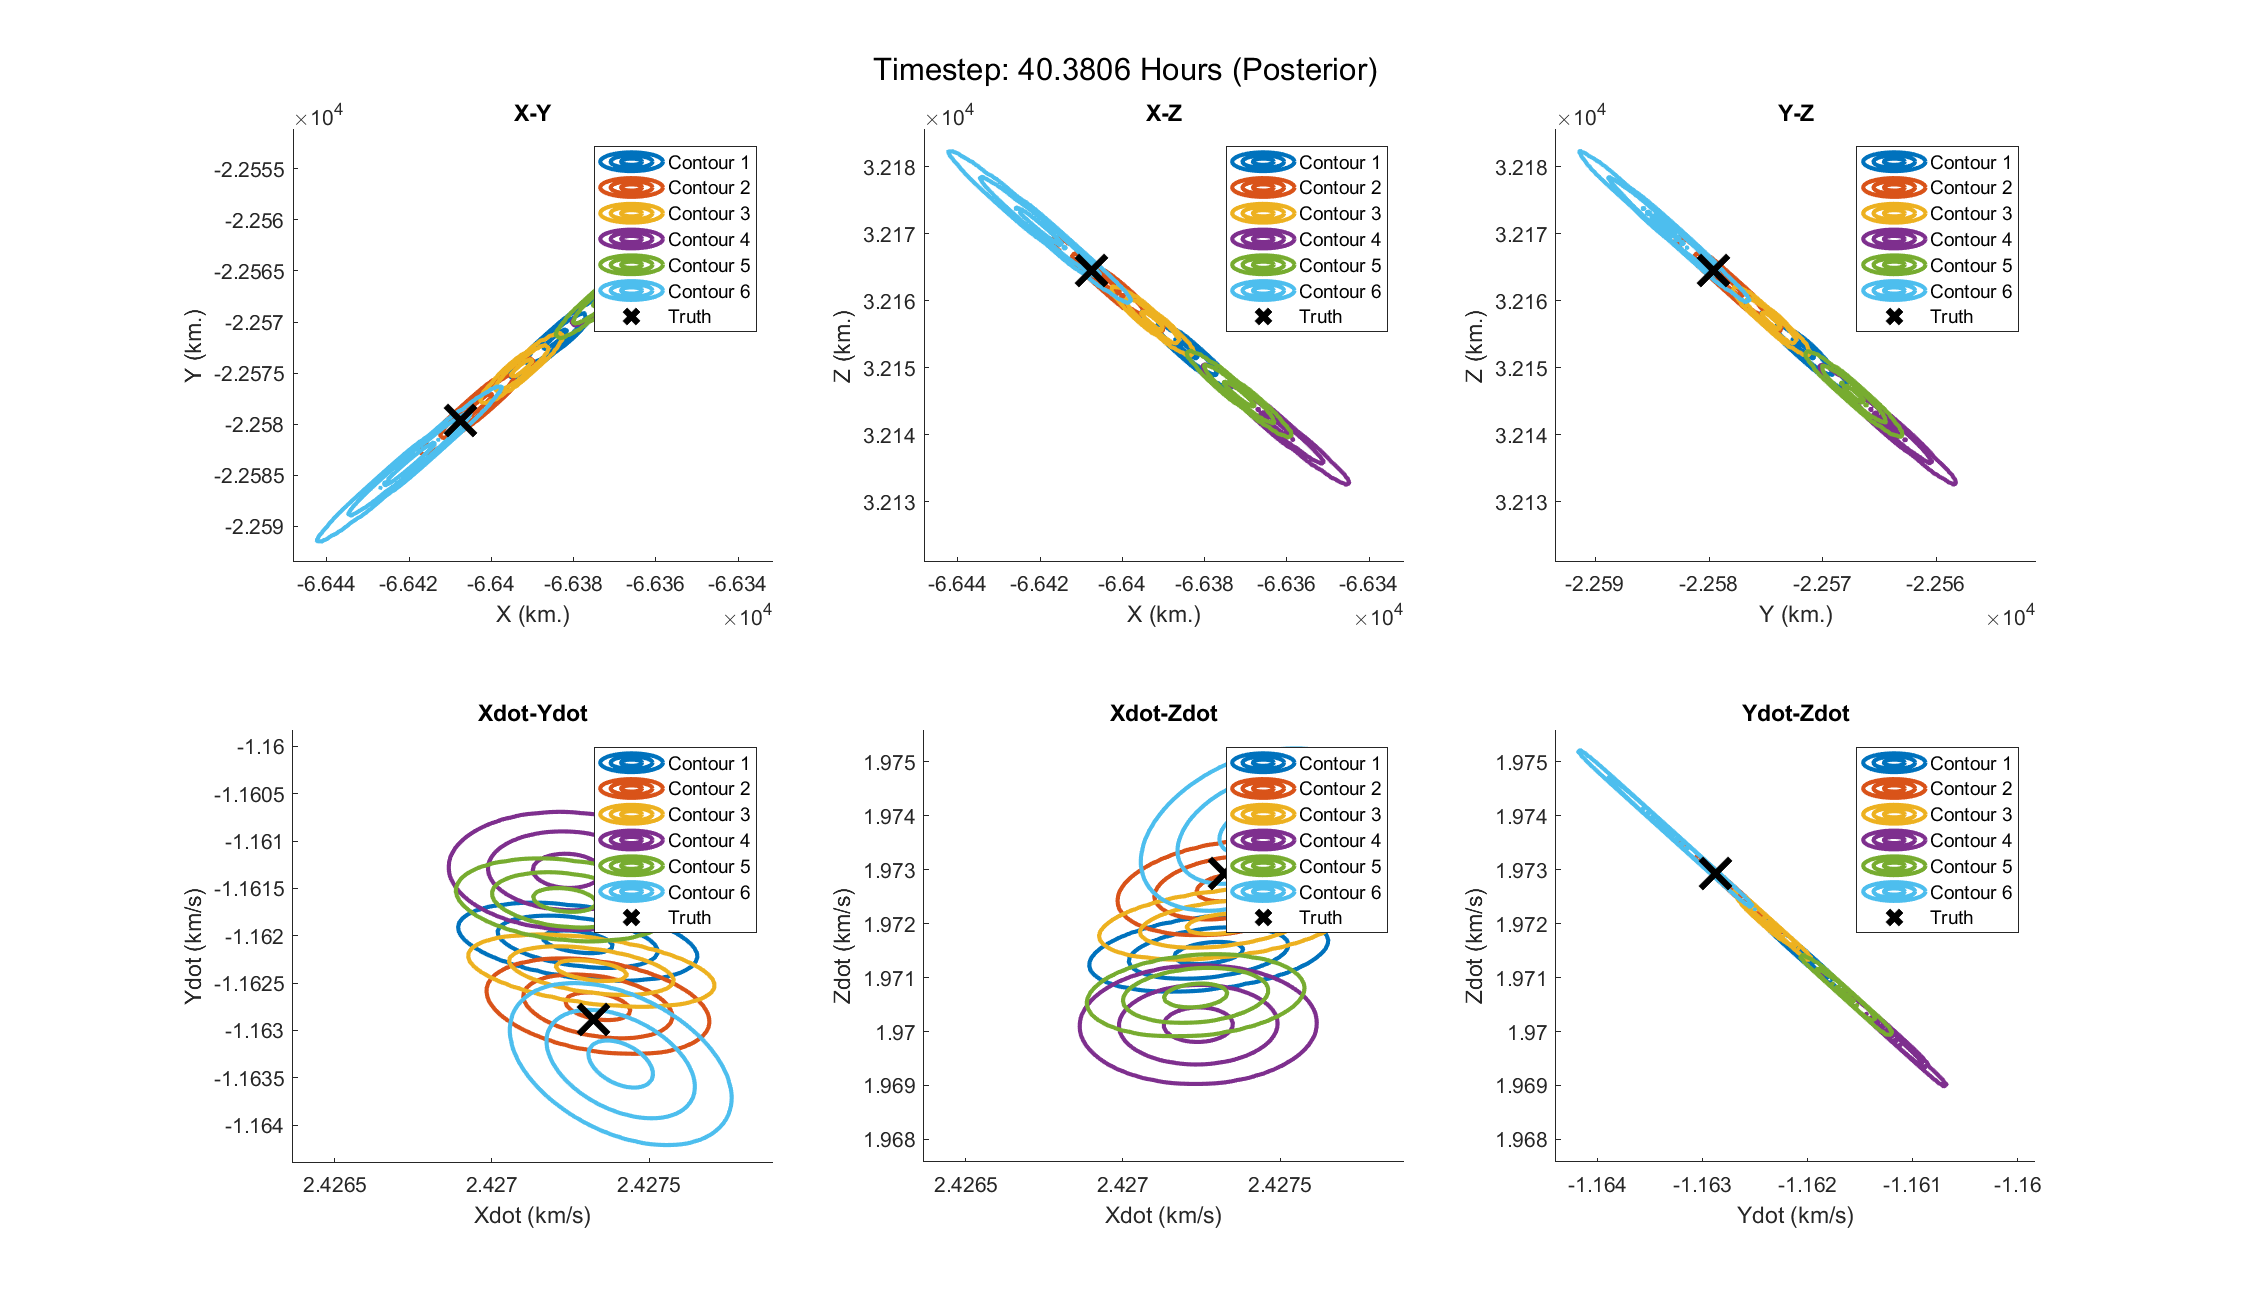 Timestep: 40.3806 Hours (Posterior)
X-Y
×10^4
-2.2555
-2.256
-2.2565
-2.257
-2.2575
-2.258
-2.2585
-2.259
Y (km.)
-6.644 -6.642 -6.64 -6.638 -6.636 -6.634
X (km.)
×10^4
Contour 1
Contour 2
Contour 3
Contour 4
Contour 5
Contour 6
Truth
X-Z
×10^4
3.218
3.217
3.216
3.215
3.214
3.213
Z (km.)
-6.644 -6.642 -6.64 -6.638 -6.636 -6.634
X (km.)
×10^4
Contour 1
Contour 2
Contour 3
Contour 4
Contour 5
Contour 6
Truth
Y-Z
×10^4
3.218
3.217
3.216
3.215
3.214
3.213
Z (km.)
-2.259 -2.258 -2.257 -2.256
Y (km.)
×10^4
Contour 1
Contour 2
Contour 3
Contour 4
Contour 5
Contour 6
Truth
Xdot-Ydot
-1.16
-1.1605
-1.161
-1.1615
-1.162
-1.1625
-1.163
-1.1635
-1.164
Ydot (km/s)
2.4265 2.427 2.4275
Xdot (km/s)
Contour 1
Contour 2
Contour 3
Contour 4
Contour 5
Contour 6
Truth
Xdot-Zdot
1.975
1.974
1.973
1.972
1.971
1.97
1.969
1.968
Zdot (km/s)
2.4265 2.427 2.4275
Xdot (km/s)
Contour 1
Contour 2
Contour 3
Contour 4
Contour 5
Contour 6
Truth
Ydot-Zdot
1.975
1.974
1.973
1.972
1.971
1.97
1.969
1.968
Zdot (km/s)
-1.164 -1.163 -1.162 -1.161 -1.16
Ydot (km/s)
Contour 1
Contour 2
Contour 3
Contour 4
Contour 5
Contour 6
Truth